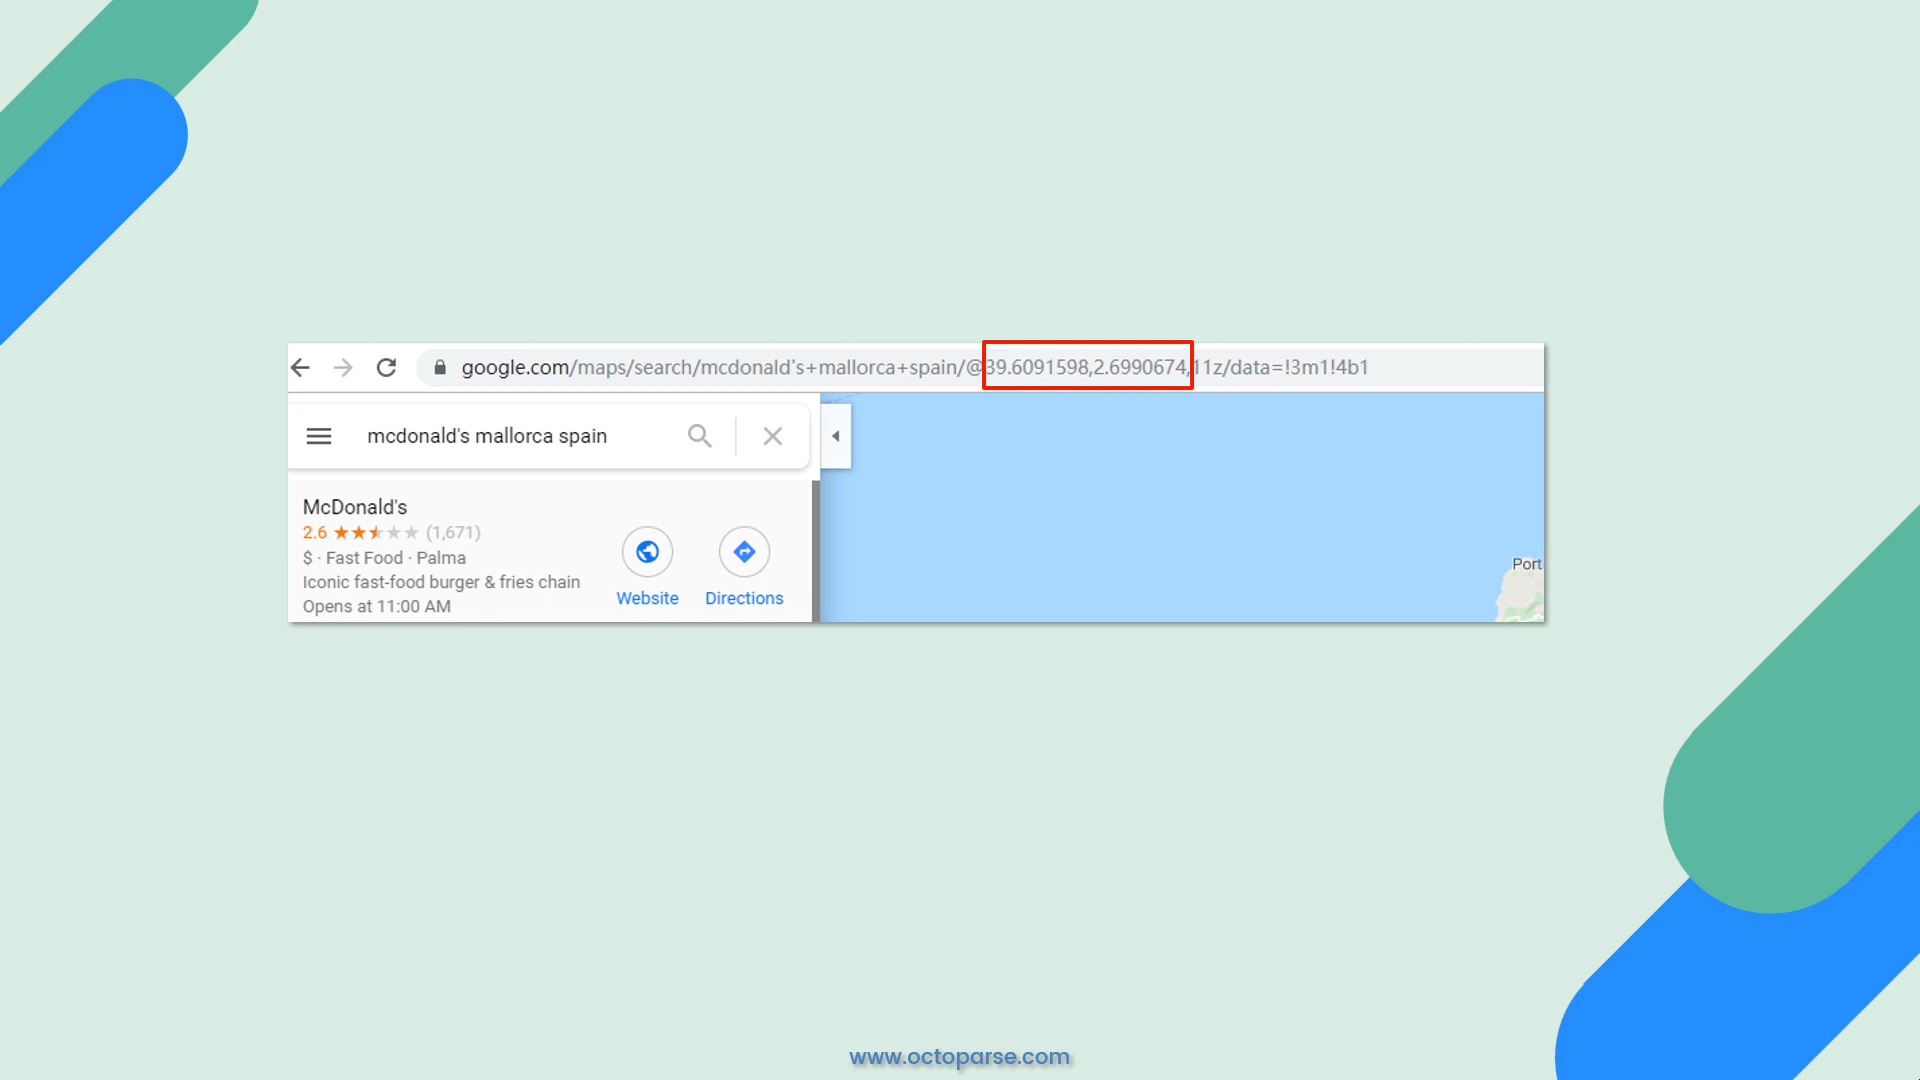 google.com/maps/search/mcdonald's+mallorca+spain/@39.6091598,2.6990674,11z/data=!3m1!4b1
mcdonald's mallorca spain
McDonald's
2.6 ★★★★★ (1,671)
$ · Fast Food · Palma
Iconic fast-food burger & fries chain
Opens at 11:00 AM
Website
Directions
Port
www.octoparse.com